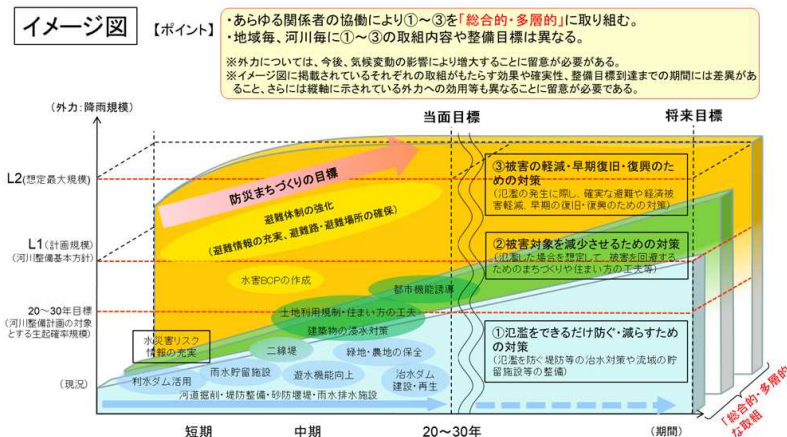 イメージ図
【ポイント】
・あらゆる関係者の協働により①～③を「総合的・多層的」に取り組む。
・地域毎、河川毎に①～③の取組内容や整備目標は異なる。
※外力については、今後、気候変動の影響により増大することに留意が必要である。
※イメージ図に掲載されているそれぞれの取組がもたらす効果や確実性、整備目標到達までの期間には差異があ
ること、さらには縦軸に示されている外力への効用等も異なることに留意が必要である。
(外力:降雨規模)
当面目標
将来目標
L2(想定最大規模)
防災まちづくりの目標
③被害の軽減・早期復旧・復興のた
めの対策
(氾濫の発生に際し、確実な避難や経済被
害軽減、早期の復旧・復興のための対策)
避難体制の強化
(避難情報の充実、避難路・避難場所の確保)
L1(計画規模)
(河川整備基本方針)
②被害対象を減少させるための対策
(氾濫した場合を想定して、被害を回避する
ためのまちづくりや住まい方の工夫等)
水害BCPの作成
都市機能誘導
20～30年目標
(河川整備計画の対象
とする生起確率規模)
土地利用規制・住まい方の工夫
建築物の浸水対策
①氾濫をできるだけ防ぐ・減らすため
の対策
(氾濫を防ぐ堤防等の治水対策や流域の貯
留施設等の整備)
水災害リスク
情報の充実
二線堤
緑地・農地の保全
雨水貯留施設
遊水機能向上
治水ダム
建設・再生
(現況)
利水ダム活用
河道掘削・堤防整備・砂防堰堤・雨水排水施設
「総合的・多層的」
な取組
短期
中期
20～30年
(期間)